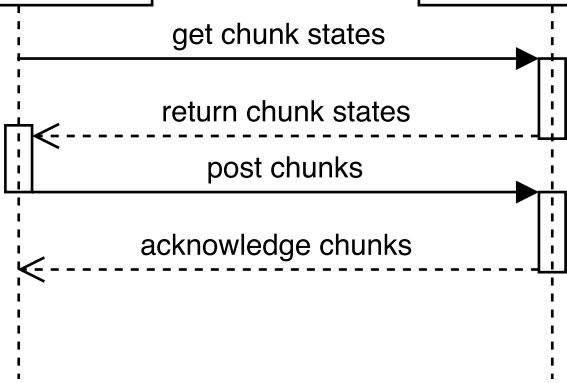 get chunk states
return chunk states
post chunks
acknowledge chunks